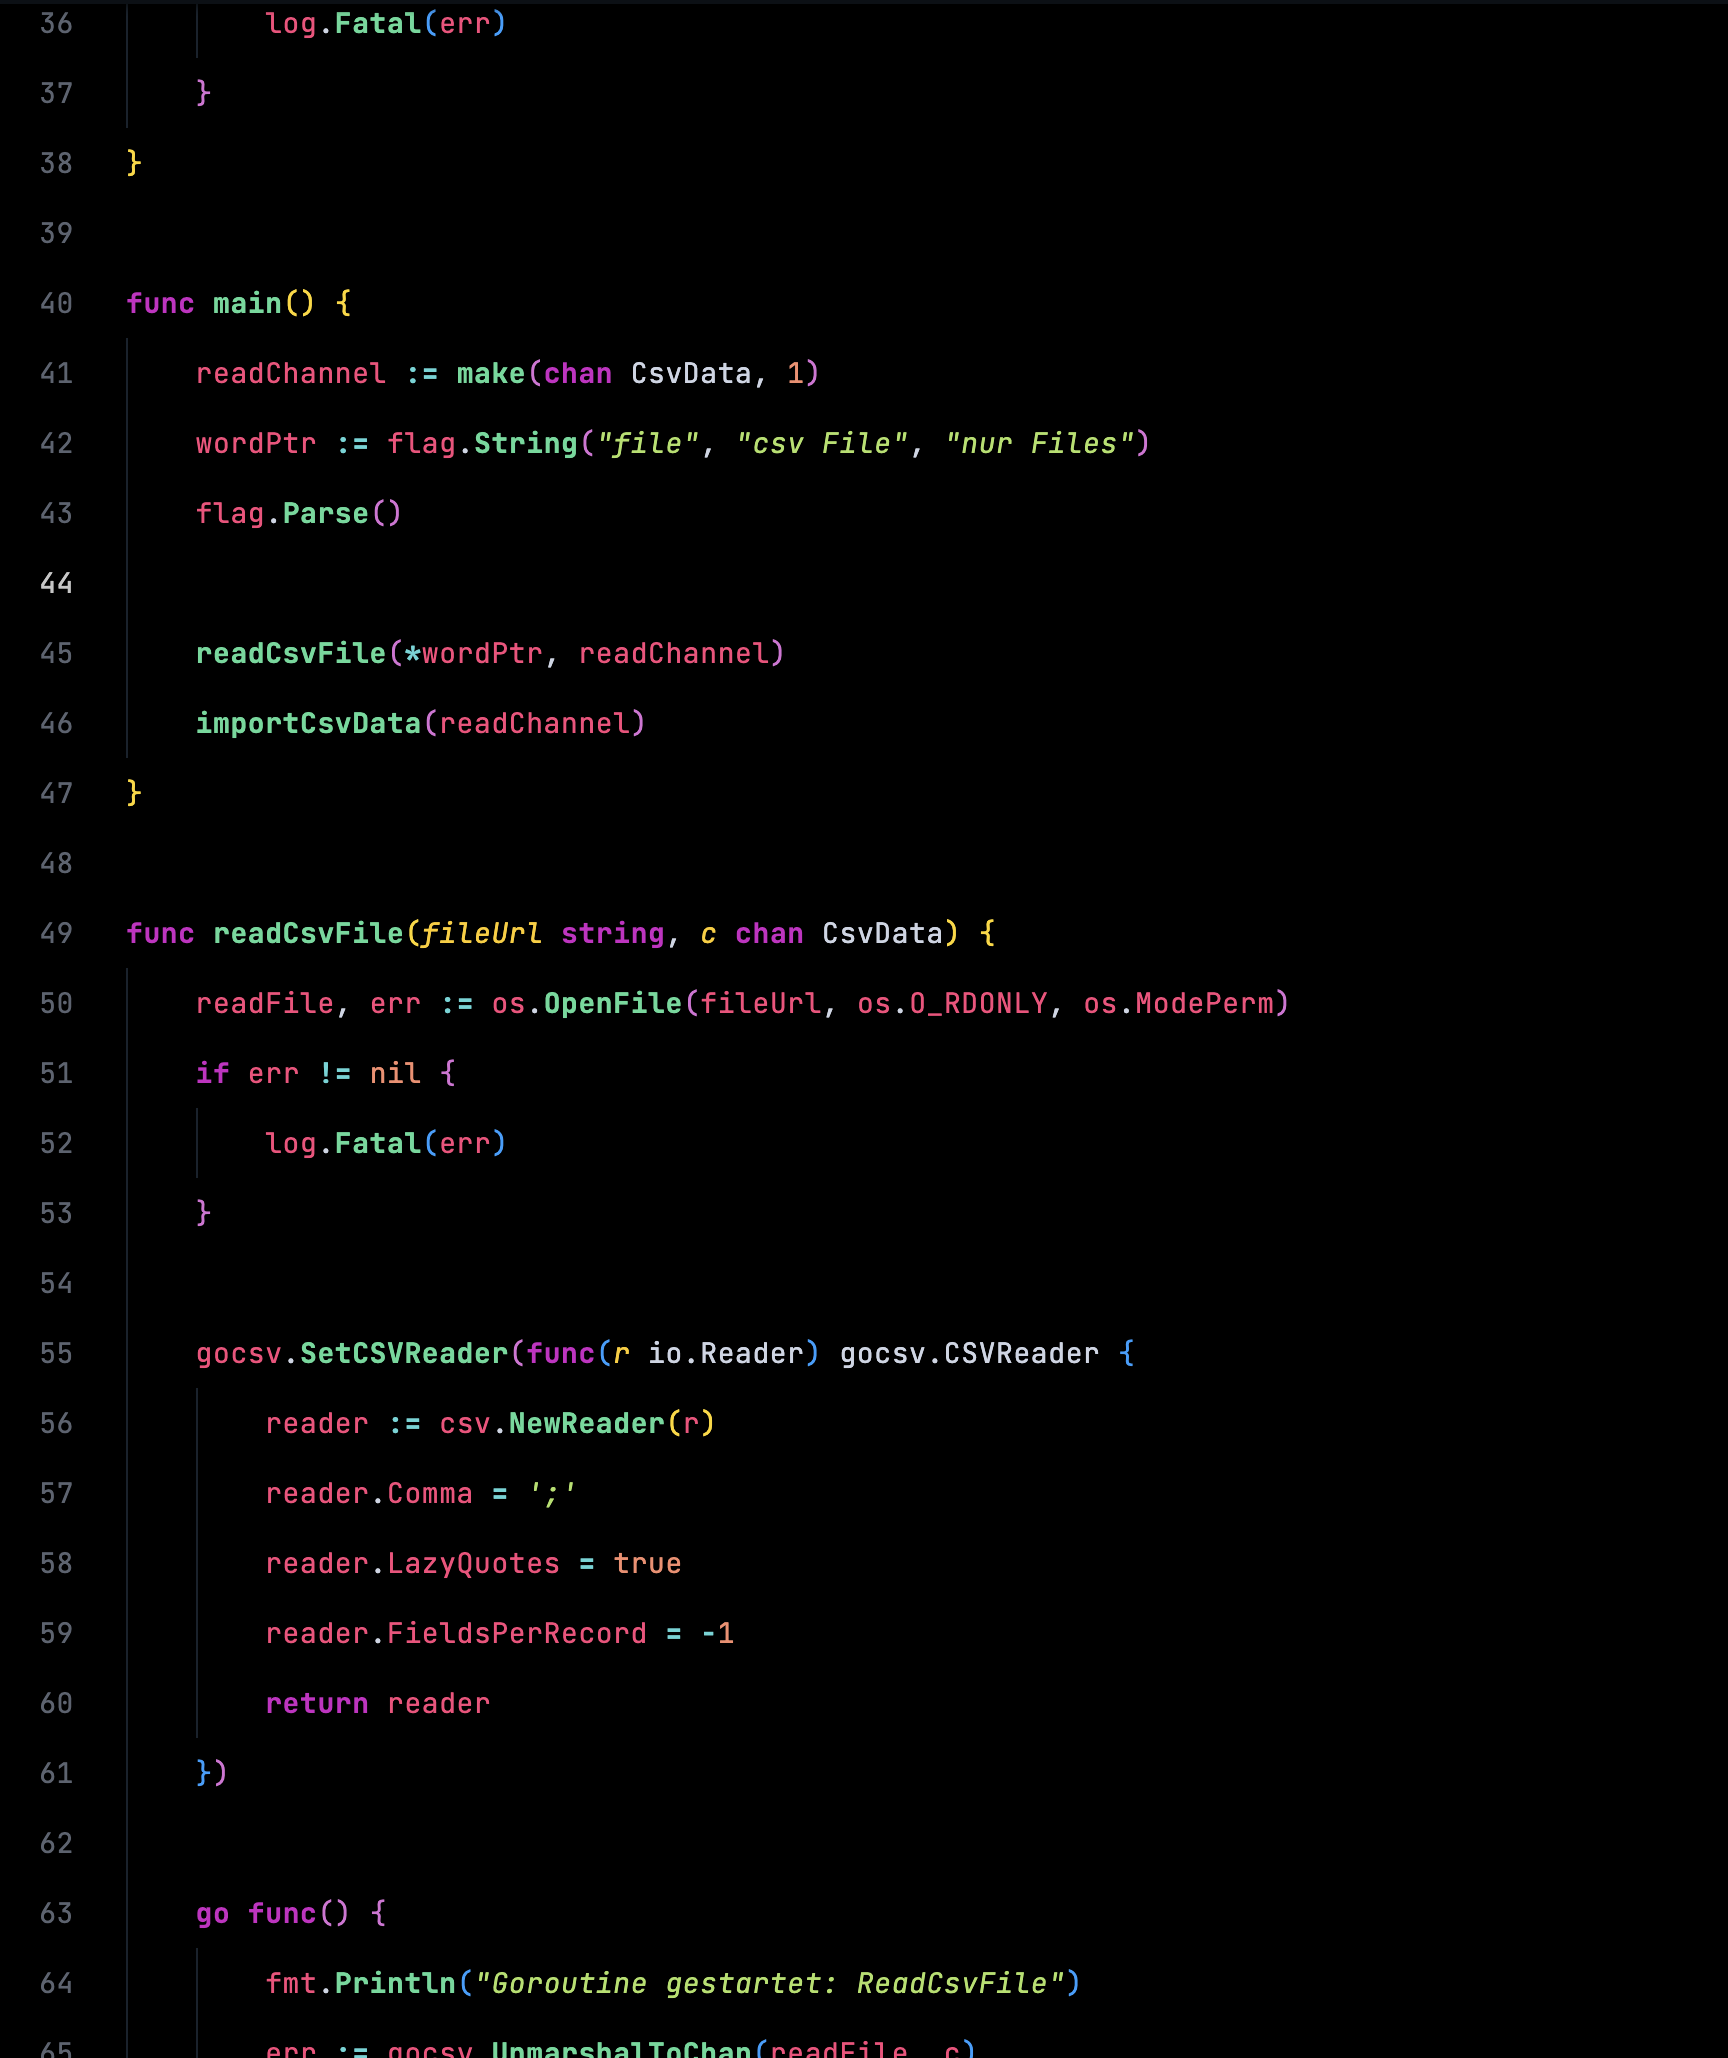 36 log.Fatal(err)
37 }
38 }
39
40 func main() {
41 readChannel := make(chan CsvData, 1)
42 wordPtr := flag.String("file", "csv File", "nur Files")
43 flag.Parse()
44
45 readCsvFile(*wordPtr, readChannel)
46 importCsvData(readChannel)
47 }
48
49 func readCsvFile(fileUrl string, c chan CsvData) {
50 readFile, err := os.OpenFile(fileUrl, os.O_RDONLY, os.ModePerm)
51 if err != nil {
52 log.Fatal(err)
53 }
54
55 gocsv.SetCSVReader(func(r io.Reader) gocsv.CSVReader {
56 reader := csv.NewReader(r)
57 reader.Comma = ';'
58 reader.LazyQuotes = true
59 reader.FieldsPerRecord = -1
60 return reader
61 })
62
63 go func() {
64 fmt.Println("Goroutine gestartet: ReadCsvFile")
65 err := gocsv.UnmarshalToChan(readFile, c)